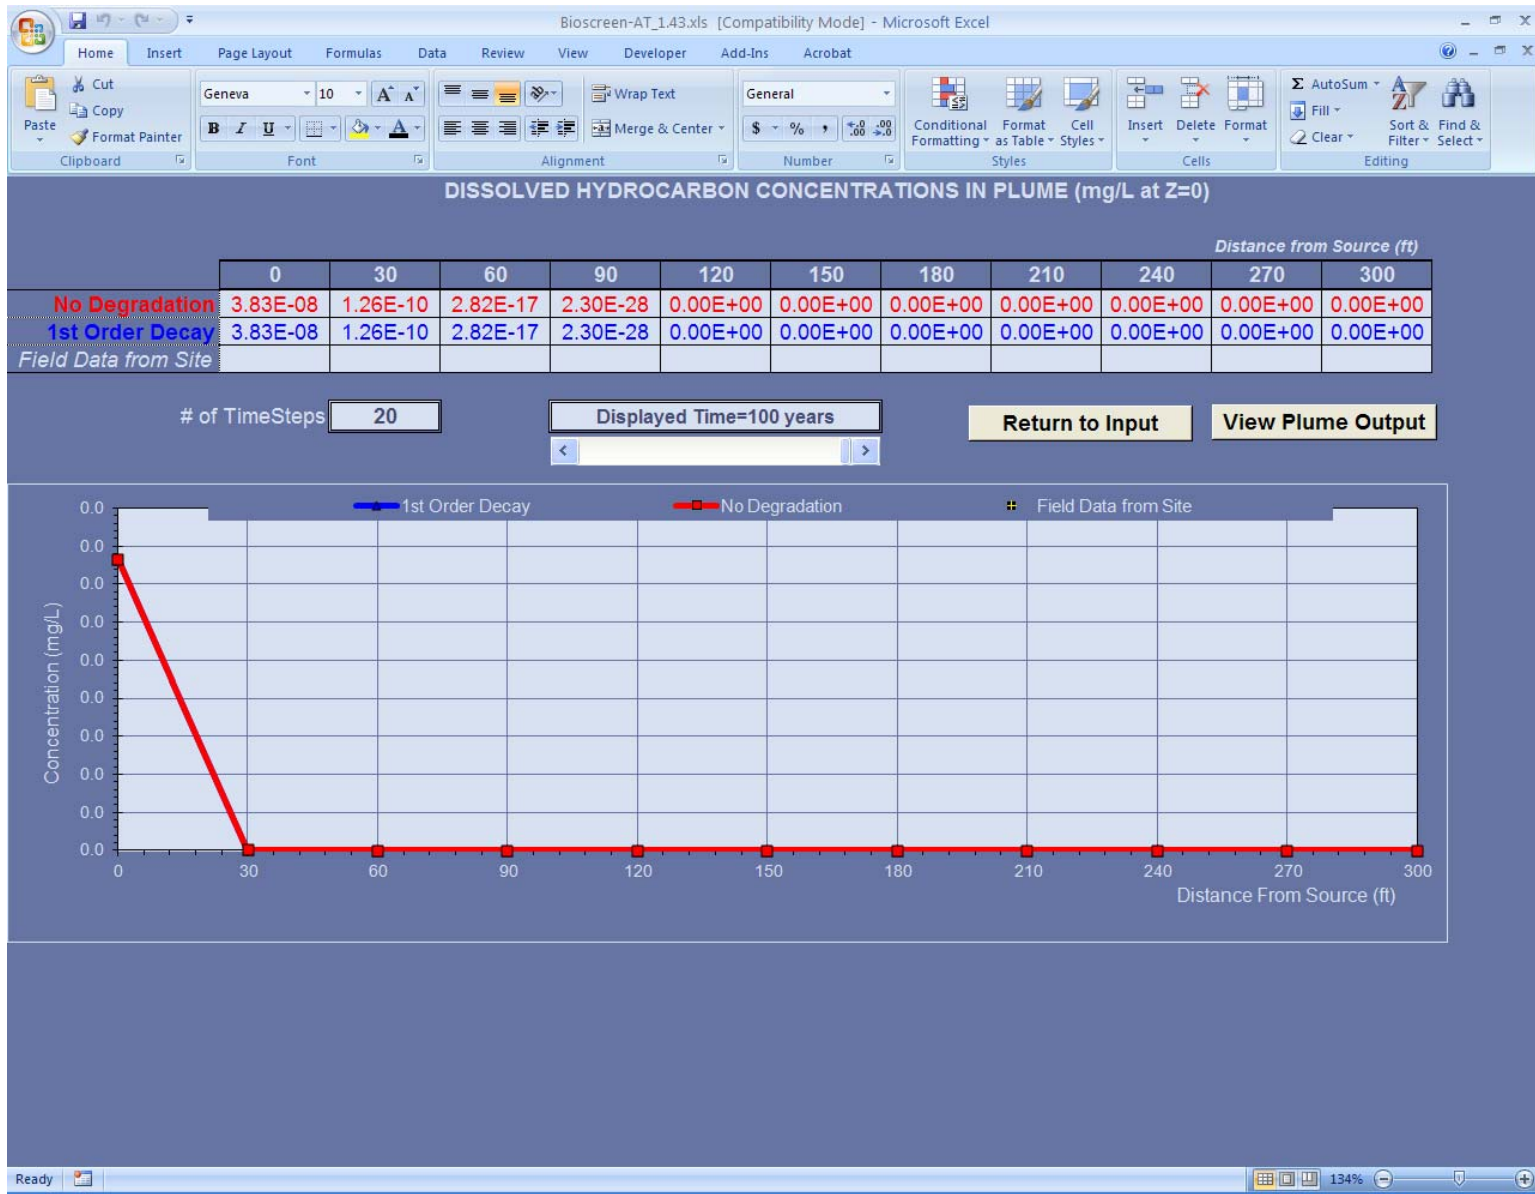 Bioscreen-AT_1.43.xls [Compatibility Mode] - Microsoft Excel
Home Insert Page Layout Formulas Data Review View Developer Add-Ins Acrobat
Paste
Cut
Copy
Format Painter
Clipboard
Geneva 10 A A
B I U A
Font
Wrap Text
Merge & Center
Alignment
General
$ % , .0 .00 .00 .0
Number
Conditional Formatting
Format as Table
Cell Styles
Styles
Insert Delete Format
Cells
Σ AutoSum
Fill
Clear
Sort & Filter
Find & Select
Editing
DISSOLVED HYDROCARBON CONCENTRATIONS IN PLUME (mg/L at Z=0)
Distance from Source (ft)
0 30 60 90 120 150 180 210 240 270 300
No Degradation 3.83E-08 1.26E-10 2.82E-17 2.30E-28 0.00E+00 0.00E+00 0.00E+00 0.00E+00 0.00E+00 0.00E+00 0.00E+00
1st Order Decay 3.83E-08 1.26E-10 2.82E-17 2.30E-28 0.00E+00 0.00E+00 0.00E+00 0.00E+00 0.00E+00 0.00E+00 0.00E+00
Field Data from Site
# of TimeSteps 20 Displayed Time=100 years Return to Input View Plume Output
1st Order Decay No Degradation Field Data from Site
Concentration (mg/L)
0.0
0.0
0.0
0.0
0.0
0.0
0.0
0.0
0.0
0.0
0 30 60 90 120 150 180 210 240 270 300
Distance From Source (ft)
Ready 134%